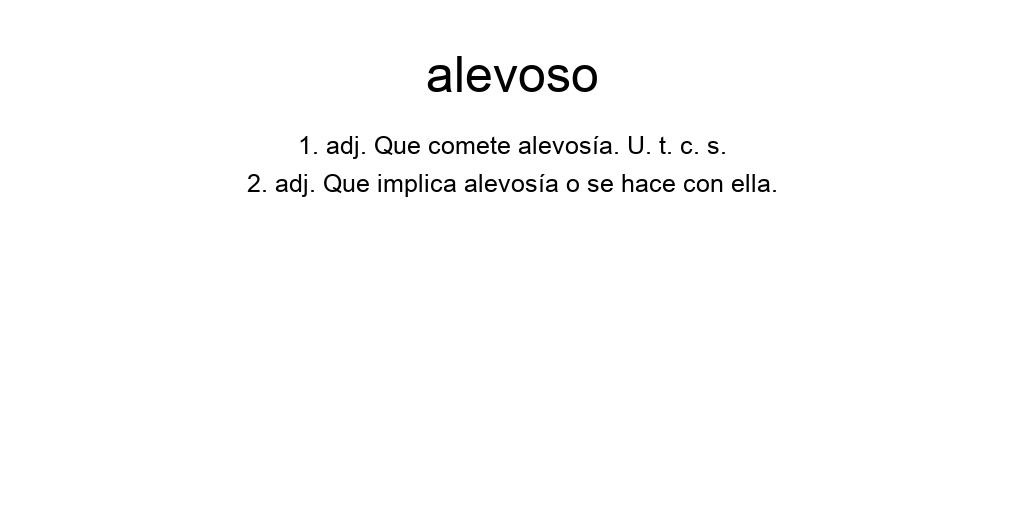 alevoso
1. adj. Que comete alevosía. U. t. c. s.
2. adj. Que implica alevosía o se hace con ella.